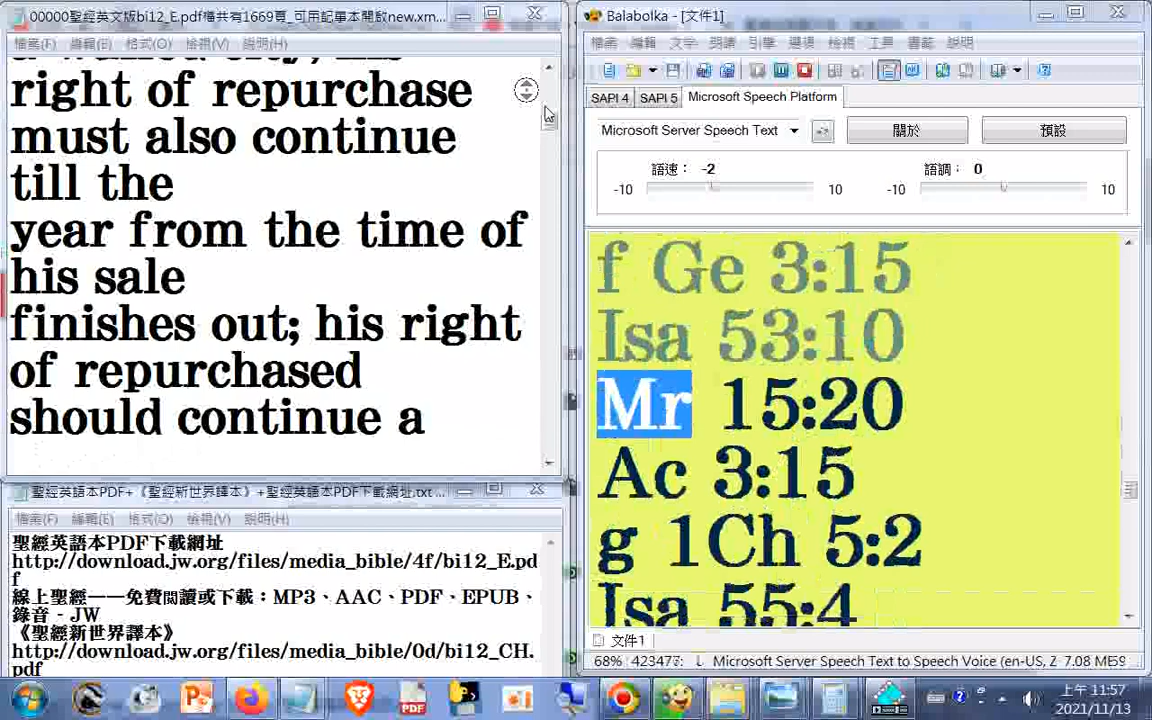 00000聖經英文版bi12_E.pdf檔共有1669頁_可用記事本開啟new.xm...
檔案(F) 編輯(E) 格式(O) 檢視(V) 說明(H)
right of repurchase
must also continue
till the
year from the time of
his sale
finishes out; his right
of repurchased
should continue a
聖經英語本PDF+《聖經新世界譯本》+聖經英語本PDF下載網址.txt ...
檔案(F) 編輯(E) 格式(O) 檢視(V) 說明(H)
聖經英語本PDF下載網址
http://download.jw.org/files/media_bible/4f/bi12_E.pd
f
線上聖經——免費閱讀或下載：MP3、AAC、PDF、EPUB、
錄音 - JW
《聖經新世界譯本》
http://download.jw.org/files/media_bible/0d/bi12_CH.
pdf
Balabolka - [文件1]
檔案 編輯 文字 朗讀 引擎 選項 檢視 工具 書籤 說明
SAPI 4 SAPI 5 Microsoft Speech Platform
Microsoft Server Speech Text 關於 預設
語速： -2 語調： 0
-10 10 -10 10
f Ge 3:15
Isa 53:10
Mr 15:20
Ac 3:15
g 1Ch 5:2
Isa 55:4
文件1
68% Microsoft Server Speech Text to Speech Voice (en-US, Z
上午 11:57
2021/11/13